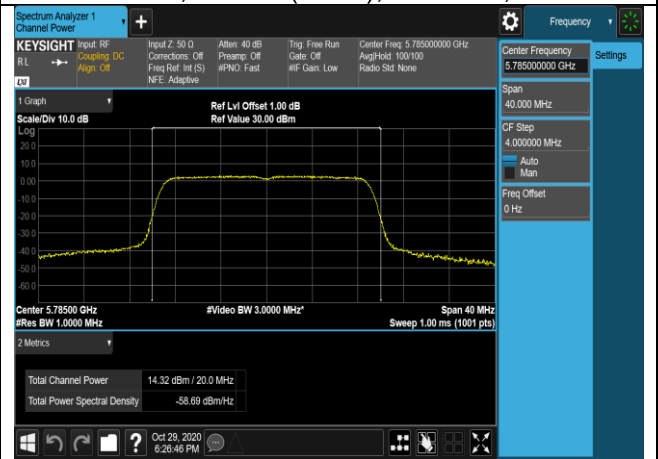 Spectrum Analyzer 1
Channel Power
+
Frequency
KEYSIGHT
RL
LXI
Input: RF
Coupling: DC
Align: Off
Input Z: 50 Ω
Corrections: Off
Freq Ref: Int (S)
NFE: Adaptive
Atten: 40 dB
Preamp: Off
#PNO: Fast
Trig: Free Run
Gate: Off
#IF Gain: Low
Center Freq: 5.785000000 GHz
Avg|Hold: 100/100
Radio Std: None
Center Frequency
5.785000000 GHz
Settings
Span
40.000 MHz
CF Step
4.000000 MHz
Auto
Man
Freq Offset
0 Hz
1 Graph
Scale/Div 10.0 dB
Ref Lvl Offset 1.00 dB
Ref Value 30.00 dBm
Log
20.0
10.0
0.00
-10.0
-20.0
-30.0
-40.0
-50.0
-60.0
Center 5.78500 GHz
#Res BW 1.0000 MHz
#Video BW 3.0000 MHz*
Span 40 MHz
Sweep 1.00 ms (1001 pts)
2 Metrics
Total Channel Power 14.32 dBm / 20.0 MHz
Total Power Spectral Density -58.69 dBm/Hz
?
Oct 29, 2020
6:26:46 PM